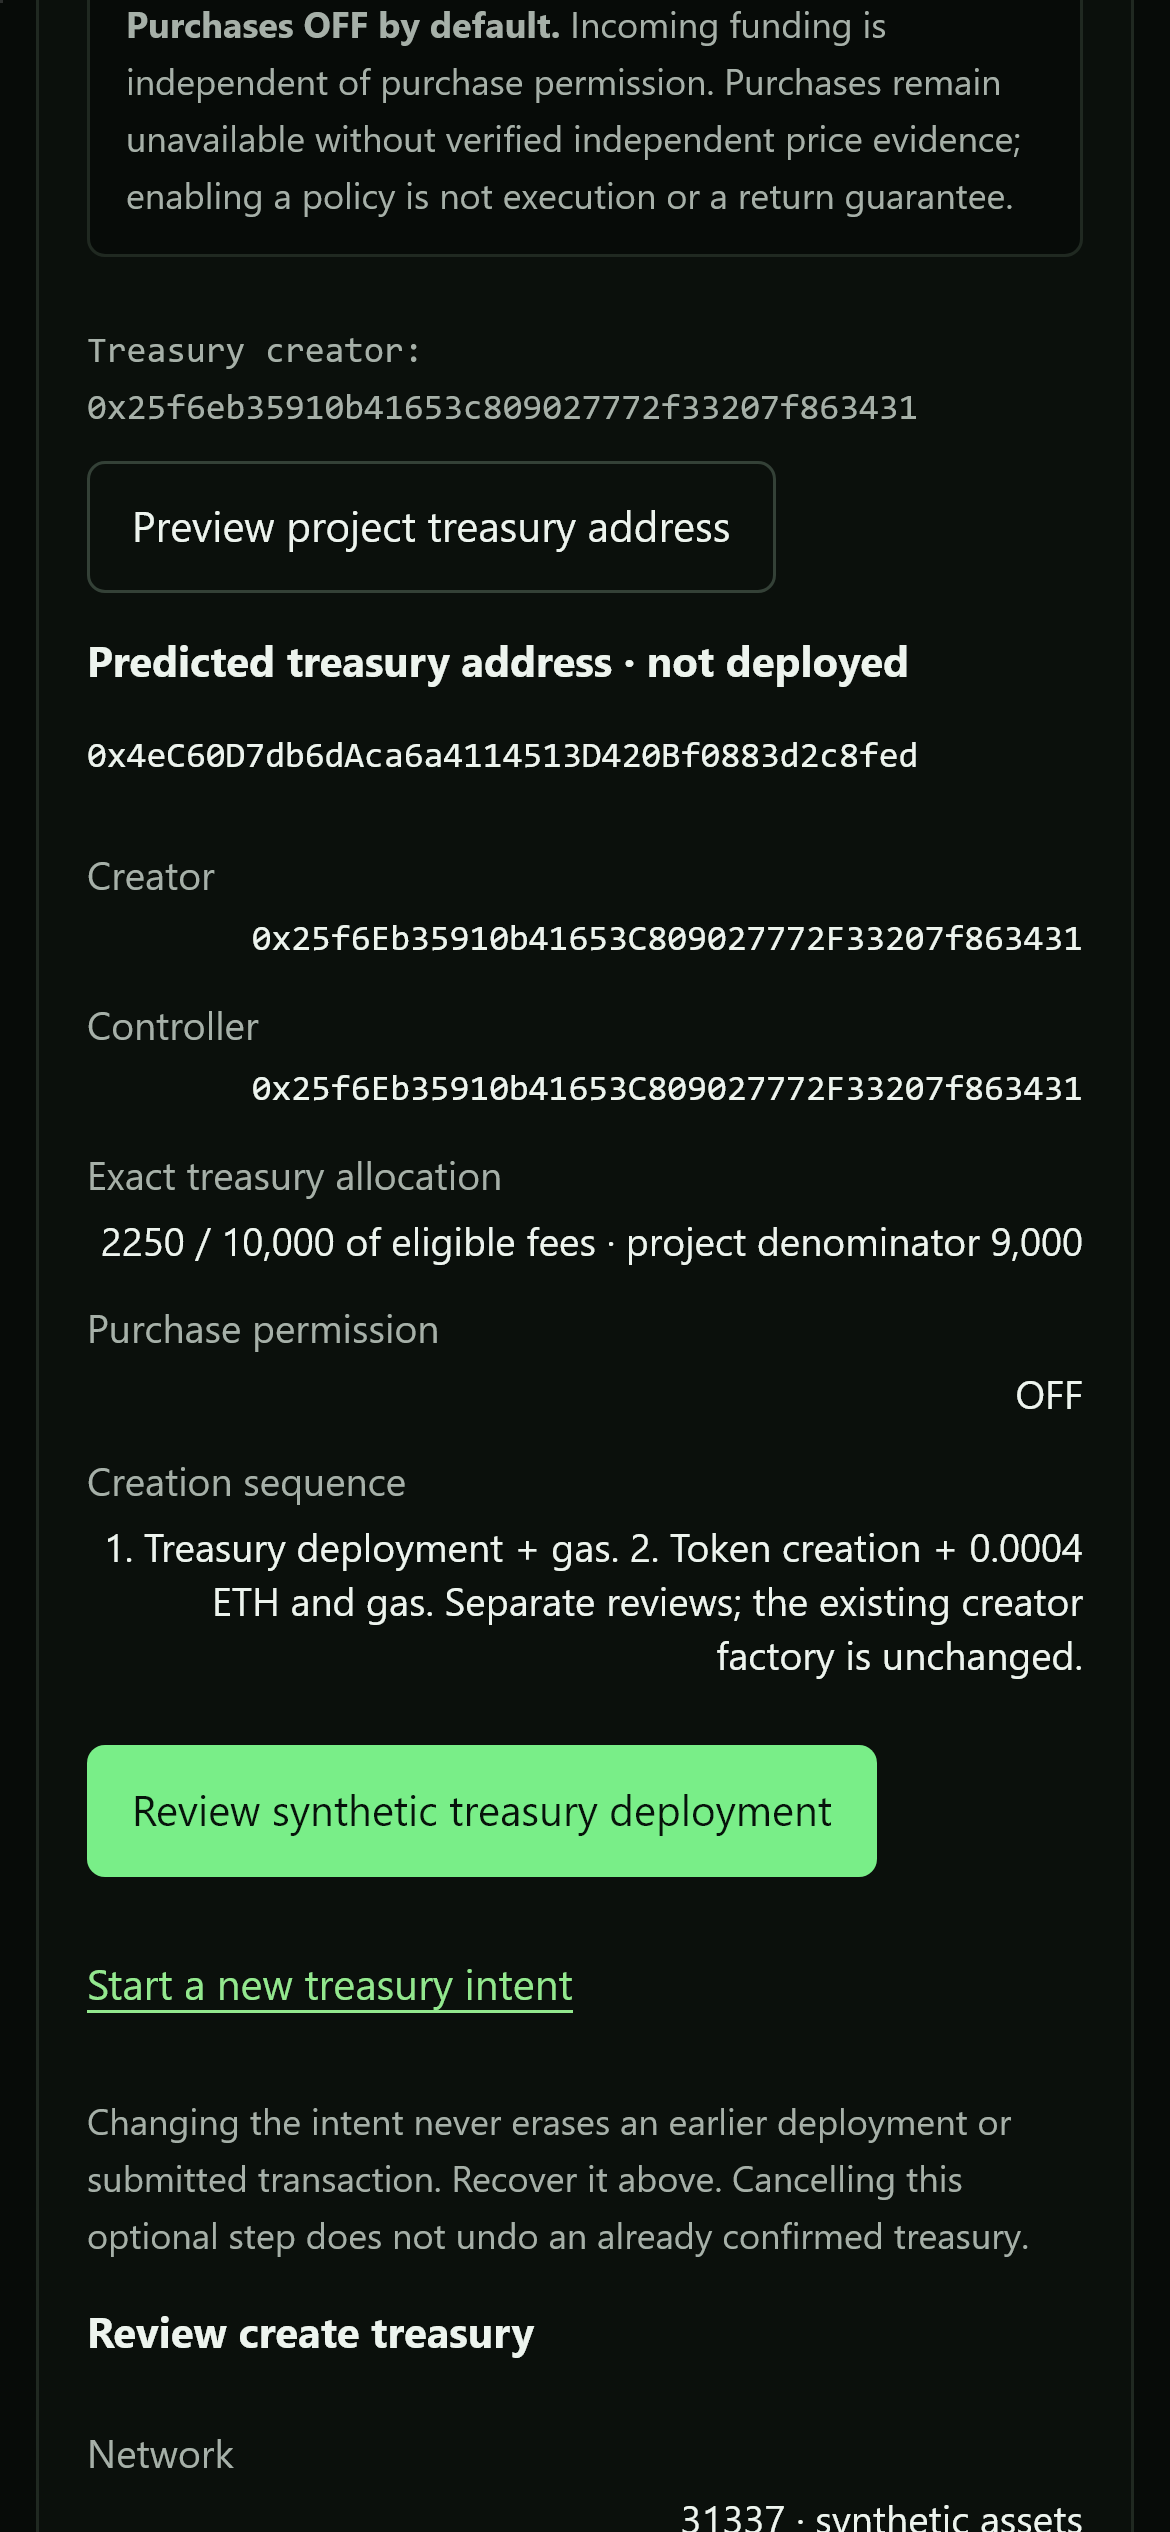 Purchases OFF by default. Incoming funding is
independent of purchase permission. Purchases remain
unavailable without verified independent price evidence;
enabling a policy is not execution or a return guarantee.
Treasury creator:
0x25f6eb35910b41653c809027772f33207f863431
Preview project treasury address
Predicted treasury address · not deployed
0x4eC60D7db6dAca6a4114513D420Bf0883d2c8fed
Creator
0x25f6Eb35910b41653C809027772F33207f863431
Controller
0x25f6Eb35910b41653C809027772F33207f863431
Exact treasury allocation
2250 / 10,000 of eligible fees · project denominator 9,000
Purchase permission
OFF
Creation sequence
1. Treasury deployment + gas. 2. Token creation + 0.0004
ETH and gas. Separate reviews; the existing creator
factory is unchanged.
Review synthetic treasury deployment
Start a new treasury intent
Changing the intent never erases an earlier deployment or
submitted transaction. Recover it above. Cancelling this
optional step does not undo an already confirmed treasury.
Review create treasury
Network
31337 · synthetic assets